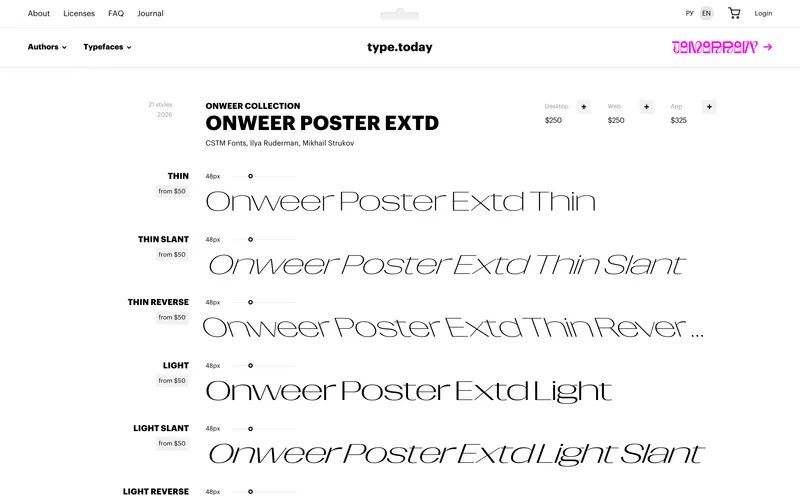 About Licenses FAQ Journal
РУ EN Login
Authors Typefaces type.today TOMORROW →
21 styles
2026
ONWEER COLLECTION
ONWEER POSTER EXTD
CSTM Fonts, Ilya Ruderman, Mikhail Strukov
Desktop + Web + App +
$250 $250 $325
THIN 48px
from $50
Onweer Poster Extd Thin
THIN SLANT 48px
from $50
Onweer Poster Extd Thin Slant
THIN REVERSE 48px
from $50
Onweer Poster Extd Thin Rever ...
LIGHT 48px
from $50
Onweer Poster Extd Light
LIGHT SLANT 48px
from $50
Onweer Poster Extd Light Slant
LIGHT REVERSE 48px